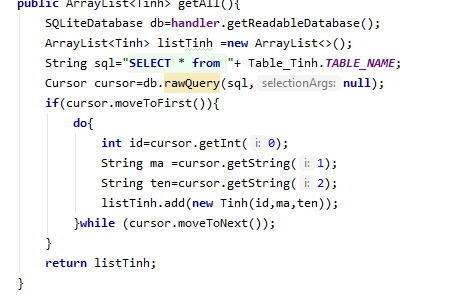 public ArrayList<Tinh> getAll(){
SQLiteDatabase db=handler.getReadableDatabase();
ArrayList<Tinh> listTinh =new ArrayList<>();
String sql="SELECT * from "+ Table_Tinh.TABLE_NAME;
Cursor cursor=db.rawQuery(sql, selectionArgs: null);
if(cursor.moveToFirst()){
do{
int id=cursor.getInt( i: 0);
String ma =cursor.getString( i: 1);
String ten=cursor.getString( i: 2);
listTinh.add(new Tinh(id,ma,ten));
}while (cursor.moveToNext());
}
return listTinh;
}